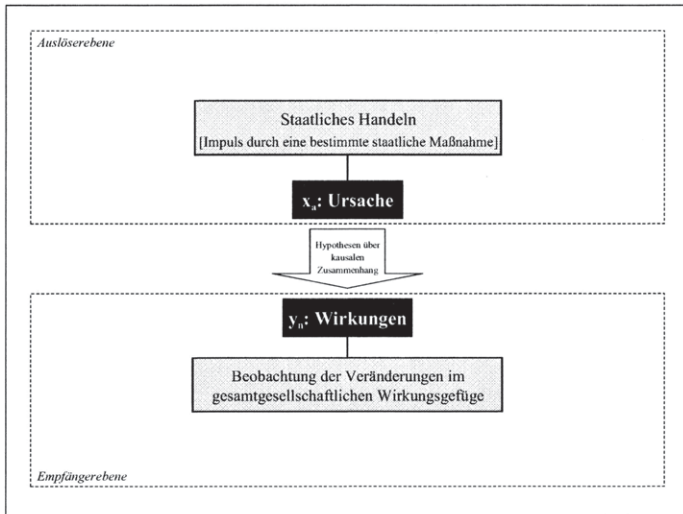 Auslöserebene
Staatliches Handeln
[Impuls durch eine bestimmte staatliche Maßnahme]
xₙ: Ursache
Hypothesen über
kausalen
Zusammenhang
yₙ: Wirkungen
Beobachtung der Veränderungen im
gesamtgesellschaftlichen Wirkungsgefüge
Empfängerebene